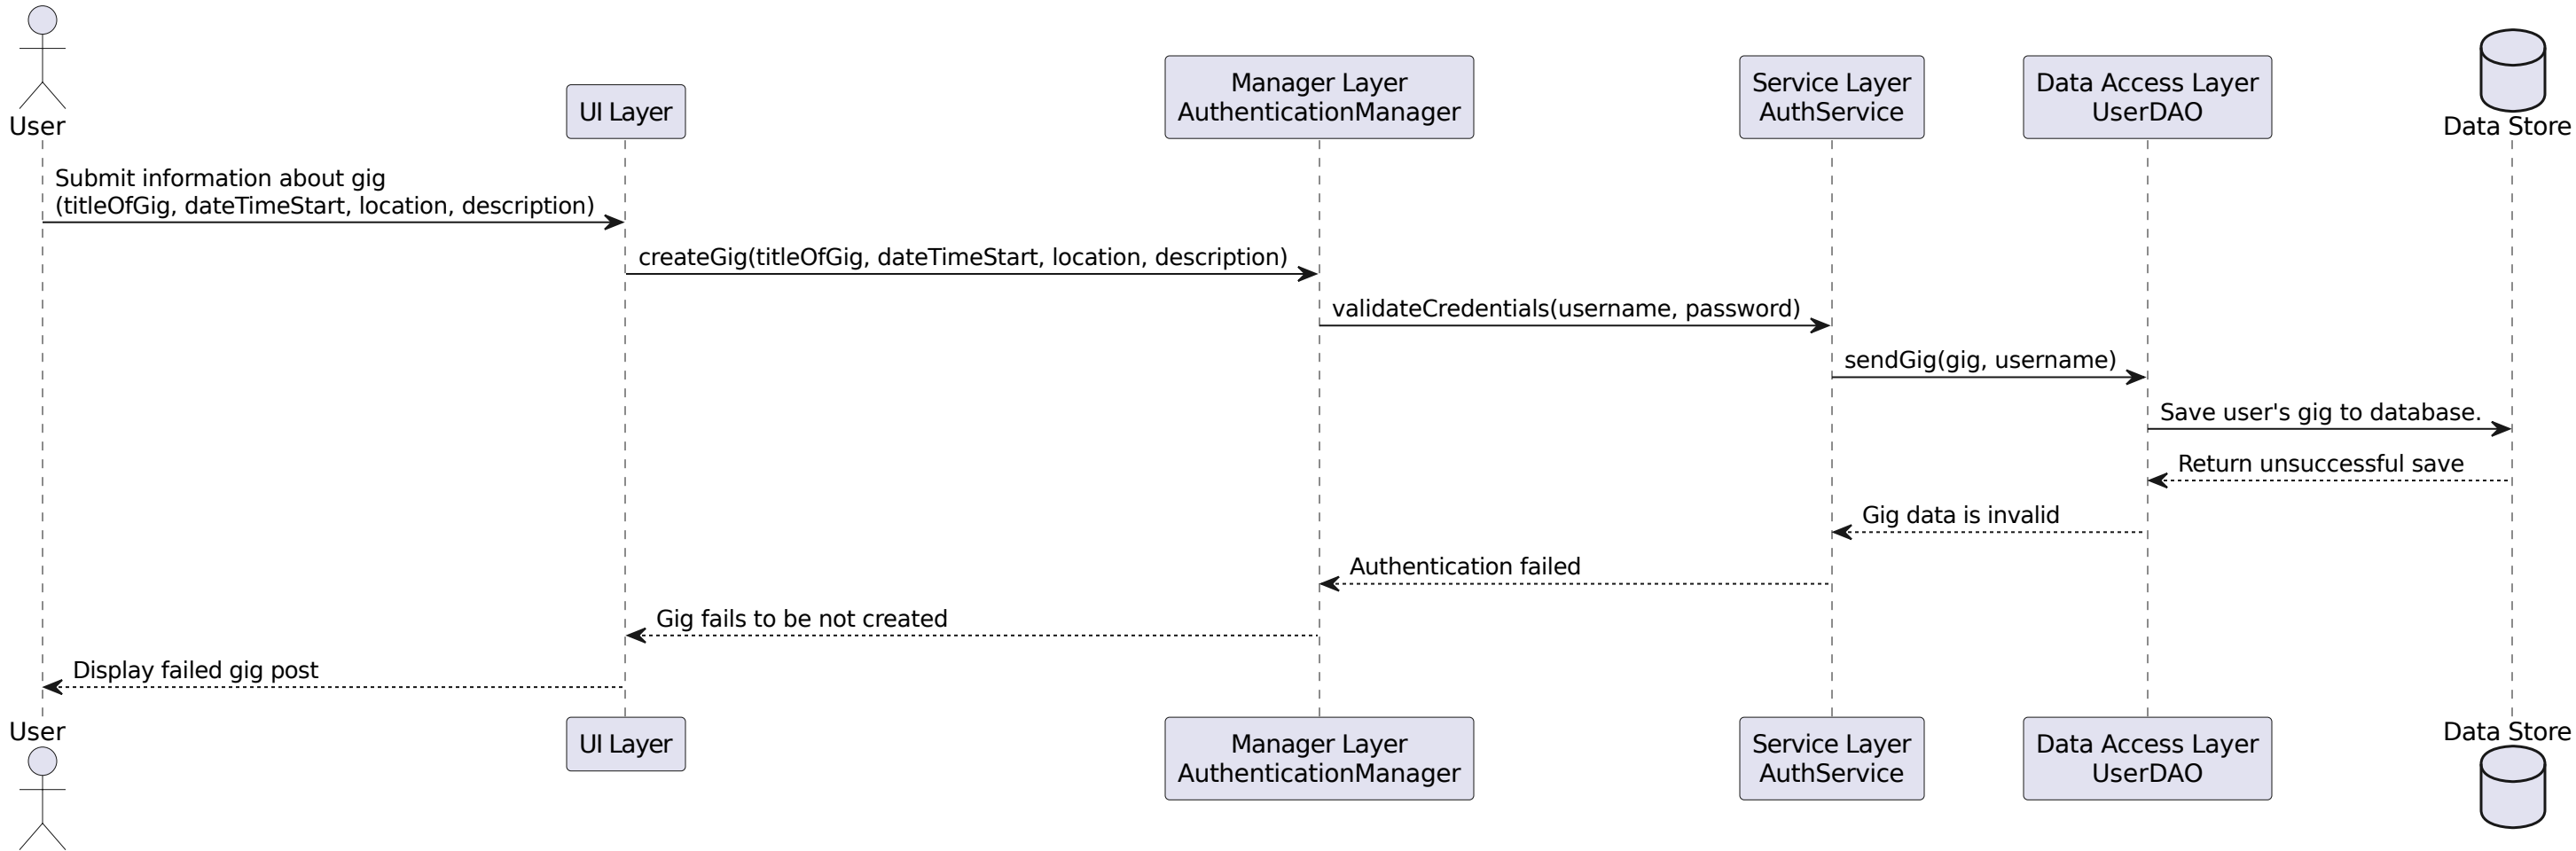 User
UI Layer
Manager Layer
AuthenticationManager
Service Layer
AuthService
Data Access Layer
UserDAO
Data Store
Submit information about gig
(titleOfGig, dateTimeStart, location, description)
createGig(titleOfGig, dateTimeStart, location, description)
validateCredentials(username, password)
sendGig(gig, username)
Save user's gig to database.
Return unsuccessful save
Gig data is invalid
Authentication failed
Gig fails to be not created
Display failed gig post
User
UI Layer
Manager Layer
AuthenticationManager
Service Layer
AuthService
Data Access Layer
UserDAO
Data Store